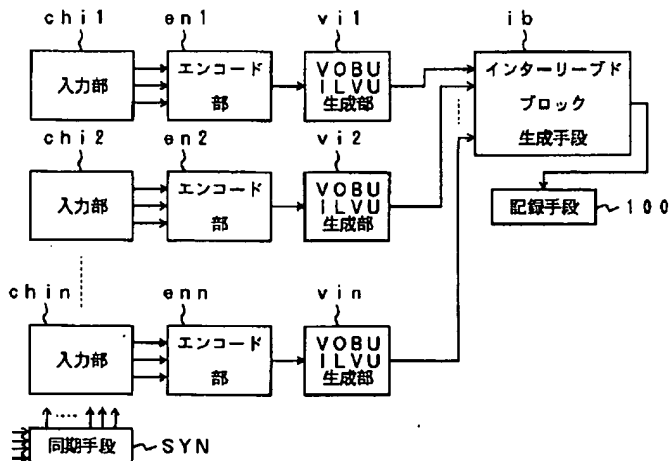 chi1 en1 vi1 ib
入力部
エンコード
部
VOBU
ILVU
生成部
インターリーブド
ブロック
生成手段
chi2 en2 vi2
入力部
エンコード
部
VOBU
ILVU
生成部
記録手段 100
chin enn vin
入力部
エンコード
部
VOBU
ILVU
生成部
同期手段 SYN